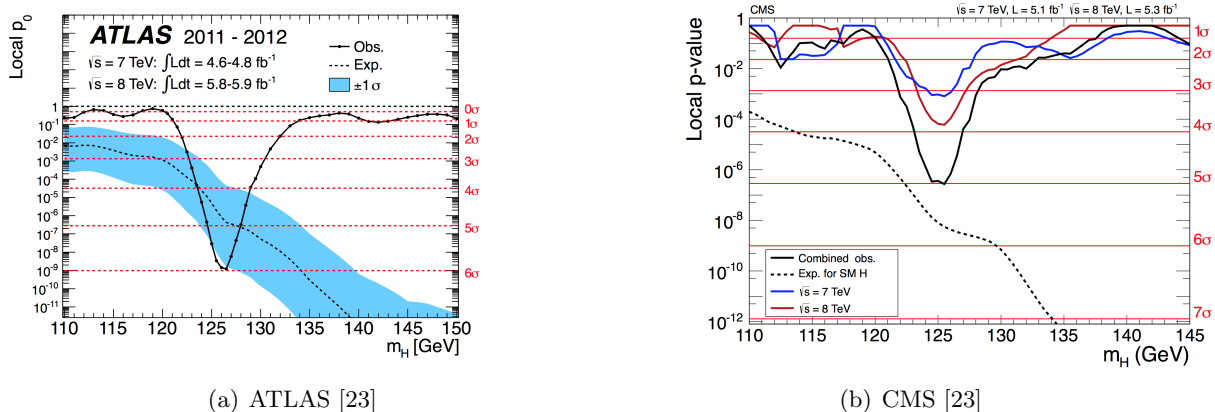 ATLAS 2011 - 2012
√s = 7 TeV: ∫Ldt = 4.6-4.8 fb⁻¹
√s = 8 TeV: ∫Ldt = 5.8-5.9 fb⁻¹
Obs.
Exp.
±1 σ
Local p₀
1
10⁻¹
10⁻²
10⁻³
10⁻⁴
10⁻⁵
10⁻⁶
10⁻⁷
10⁻⁸
10⁻⁹
10⁻¹⁰
10⁻¹¹
0σ
1σ
2σ
3σ
4σ
5σ
6σ
110 115 120 125 130 135 140 145 150
m_H [GeV]
(a) ATLAS [23]
CMS
√s = 7 TeV, L = 5.1 fb⁻¹ √s = 8 TeV, L = 5.3 fb⁻¹
Local p-value
1
10⁻²
10⁻⁴
10⁻⁶
10⁻⁸
10⁻¹⁰
10⁻¹²
1σ
2σ
3σ
4σ
5σ
6σ
7σ
Combined obs.
Exp. for SM H
√s = 7 TeV
√s = 8 TeV
110 115 120 125 130 135 140 145
m_H (GeV)
(b) CMS [23]